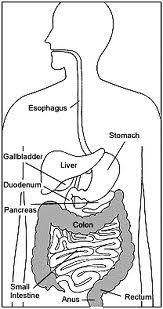 Esophagus
Stomach
Gallbladder
Liver
Duodenum
Pancreas
Colon
Small
Intestine
Anus
Rectum